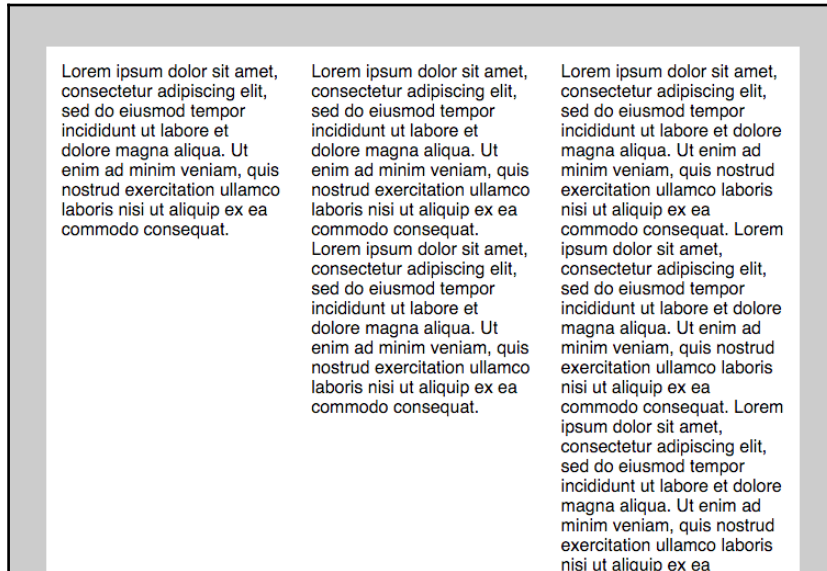 Lorem ipsum dolor sit amet,
consectetur adipiscing elit,
sed do eiusmod tempor
incididunt ut labore et
dolore magna aliqua. Ut
enim ad minim veniam, quis
nostrud exercitation ullamco
laboris nisi ut aliquip ex ea
commodo consequat.
Lorem ipsum dolor sit amet,
consectetur adipiscing elit,
sed do eiusmod tempor
incididunt ut labore et
dolore magna aliqua. Ut
enim ad minim veniam, quis
nostrud exercitation ullamco
laboris nisi ut aliquip ex ea
commodo consequat.
Lorem ipsum dolor sit amet,
consectetur adipiscing elit,
sed do eiusmod tempor
incididunt ut labore et
dolore magna aliqua. Ut
enim ad minim veniam, quis
nostrud exercitation ullamco
laboris nisi ut aliquip ex ea
commodo consequat.
Lorem ipsum dolor sit amet,
consectetur adipiscing elit,
sed do eiusmod tempor
incididunt ut labore et dolore
magna aliqua. Ut enim ad
minim veniam, quis nostrud
exercitation ullamco laboris
nisi ut aliquip ex ea
commodo consequat. Lorem
ipsum dolor sit amet,
consectetur adipiscing elit,
sed do eiusmod tempor
incididunt ut labore et dolore
magna aliqua. Ut enim ad
minim veniam, quis nostrud
exercitation ullamco laboris
nisi ut aliquip ex ea
commodo consequat. Lorem
ipsum dolor sit amet,
consectetur adipiscing elit,
sed do eiusmod tempor
incididunt ut labore et dolore
magna aliqua. Ut enim ad
minim veniam, quis nostrud
exercitation ullamco laboris
nisi ut aliquip ex ea